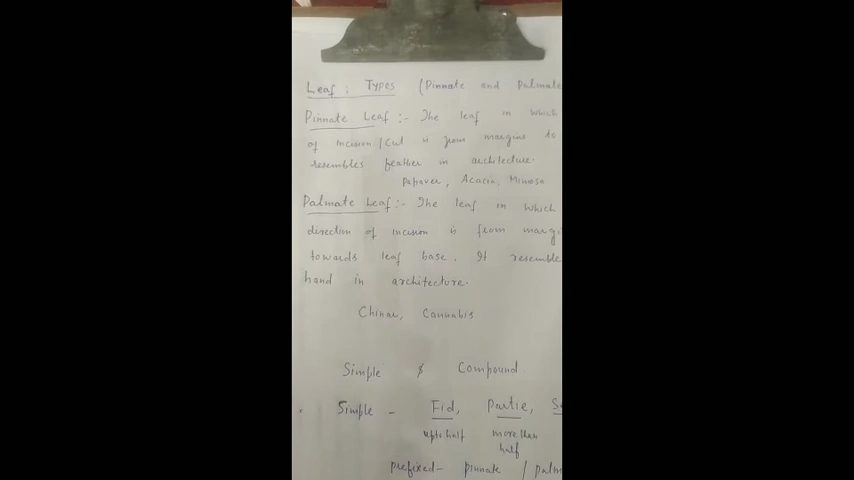 Leaf : Types (Pinnate and Palmate
Pinnate Leaf :- The leaf in which
of incision/cut is from margins to
resembles feather in architecture.
Papaver, Acacia, Mimosa
Palmate Leaf :- The leaf in which
direction of incision is from margi
towards leaf base. It resemble
hand in architecture.
Chinar, Cannabis
Simple & Compound
Simple - Fid, Partie, S
upto half more than
half
prefixed - pinnate / palm